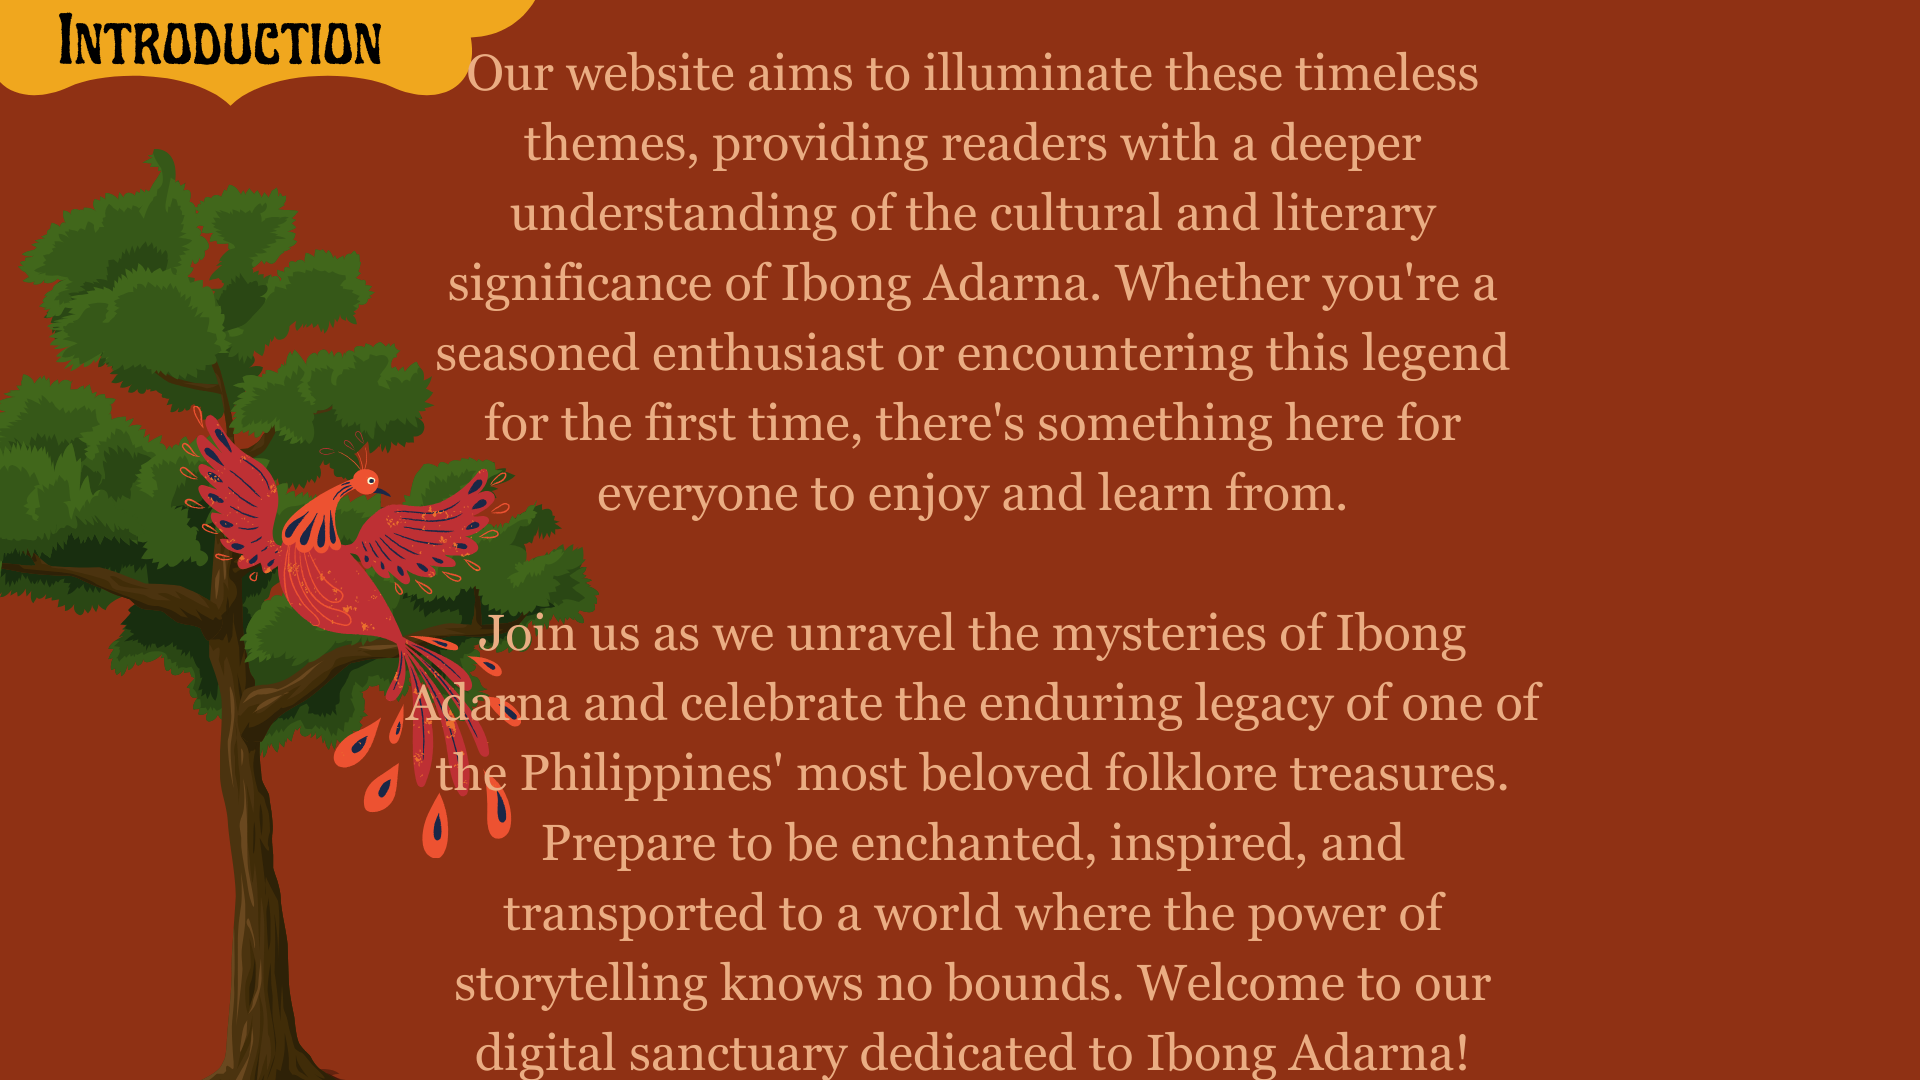 Introduction
Our website aims to illuminate these timeless
themes, providing readers with a deeper
understanding of the cultural and literary
significance of Ibong Adarna. Whether you're a
seasoned enthusiast or encountering this legend
for the first time, there's something here for
everyone to enjoy and learn from.
Join us as we unravel the mysteries of Ibong
Adarna and celebrate the enduring legacy of one of
the Philippines' most beloved folklore treasures.
Prepare to be enchanted, inspired, and
transported to a world where the power of
storytelling knows no bounds. Welcome to our
digital sanctuary dedicated to Ibong Adarna!